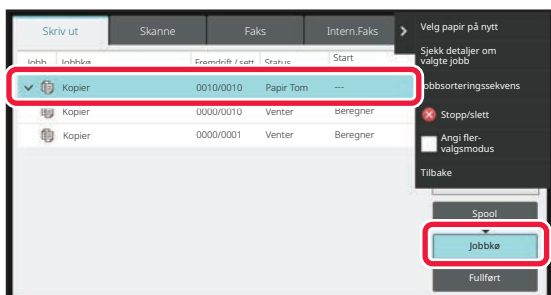 Skriv ut Skanne Faks Intern.Faks Velg papir på nytt
Sjekk detaljer om
valgte jobb
Jobb Jobbkø Fremdrift / sett Status Start
Kopier 0010/0010 Papir Tom --- Jobbsorteringssekvens
Kopier 0000/0010 Venter Beregner Stopp/slett
Kopier 0000/0001 Venter Beregner
Angi fler-
valgsmodus
Tilbake
Spool
Jobbkø
Fullført